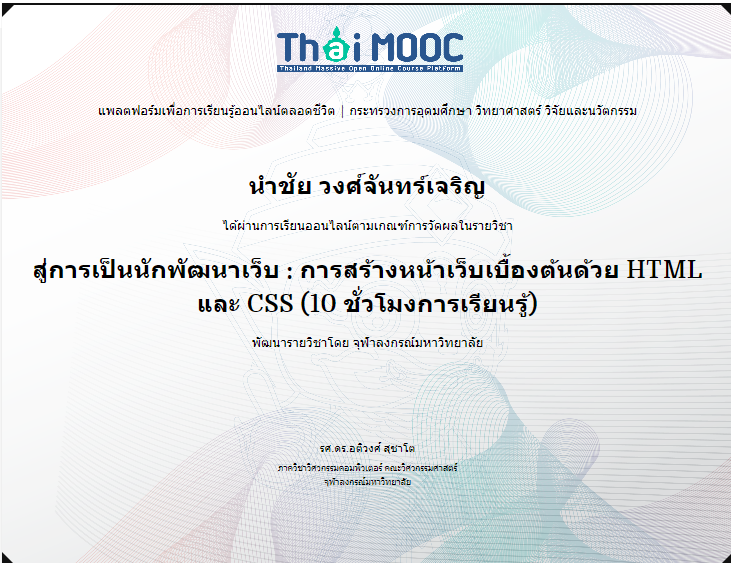 Thai MOOC
Thailand Massive Open Online Course Platform
แพลตฟอร์มเพื่อการเรียนรู้ออนไลน์ตลอดชีวิต | กระทรวงการอุดมศึกษา วิทยาศาสตร์ วิจัยและนวัตกรรม
นำชัย วงศ์จันทร์เจริญ
ได้ผ่านการเรียนออนไลน์ตามเกณฑ์การวัดผลในรายวิชา
สู่การเป็นนักพัฒนาเว็บ : การสร้างหน้าเว็บเบื้องต้นด้วย HTML
และ CSS (10 ชั่วโมงการเรียนรู้)
พัฒนารายวิชาโดย จุฬาลงกรณ์มหาวิทยาลัย
รศ.ดร.อติวงศ์ สุชาโต
ภาควิชาวิศวกรรมคอมพิวเตอร์ คณะวิศวกรรมศาสตร์
จุฬาลงกรณ์มหาวิทยาลัย